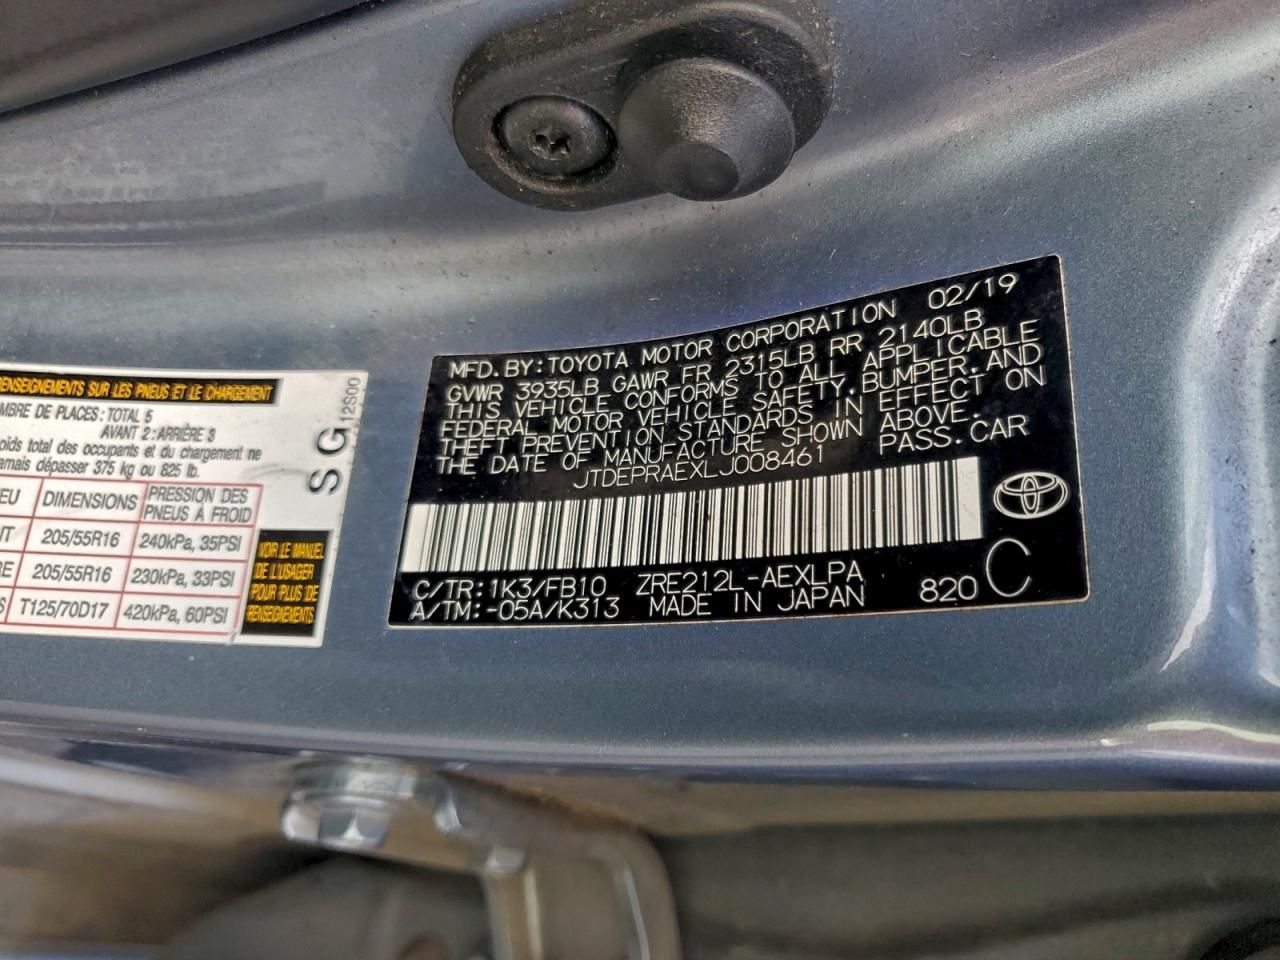 RENSEIGNEMENTS SUR LES PNEUS ET LE CHARGEMENT
MBRE DE PLACES : TOTAL 5
AVANT 2 : ARRIÈRE 3
oids total des occupants et du chargement ne
amais dépasser 375 kg ou 825 lb.
EU DIMENSIONS PRESSION DES PNEUS À FROID
NT 205/55R16 240kPa, 35PSI
RE 205/55R16 230kPa, 33PSI
S T125/70D17 420kPa, 60PSI
VOIR LE MANUEL
DE L'USAGER
POUR PLUS DE
RENSEIGNEMENTS
SG 12S00
MFD. BY: TOYOTA MOTOR CORPORATION 02/19
GVWR 3935LB GAWR FR 2315LB RR 2140LB
THIS VEHICLE CONFORMS TO ALL APPLICABLE
FEDERAL MOTOR VEHICLE SAFETY, BUMPER, AND
THEFT PREVENTION STANDARDS IN EFFECT ON
THE DATE OF MANUFACTURE SHOWN ABOVE.
JTDEPRAEXLJ008461 PASS. CAR
C/TR: 1K3/FB10 ZRE212L-AEXLPA
A/TM: -05A/K313 MADE IN JAPAN 820 C